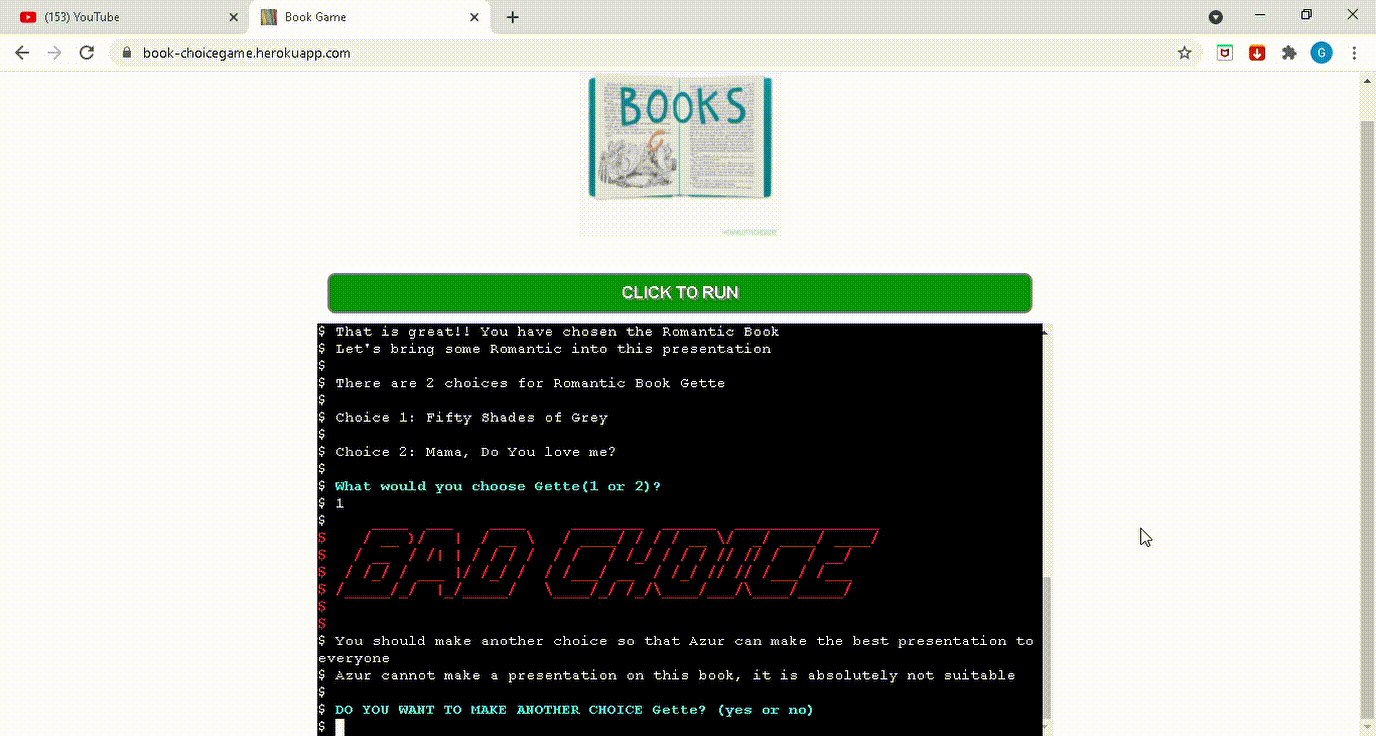 (153) YouTube
Book Game
book-choicegame.herokuapp.com
G
BOOKS
CLICK TO RUN
$ That is great!! You have chosen the Romantic Book
$ Let's bring some Romantic into this presentation
$
$ There are 2 choices for Romantic Book Gette
$
$ Choice 1: Fifty Shades of Grey
$
$ Choice 2: Mama, Do You love me?
$
$ What would you choose Gette(1 or 2)?
$ 1
$
BAD CHOICE
$ You should make another choice so that Azur can make the best presentation to
everyone
$ Azur cannot make a presentation on this book, it is absolutely not suitable
$
$ DO YOU WANT TO MAKE ANOTHER CHOICE Gette? (yes or no)
$